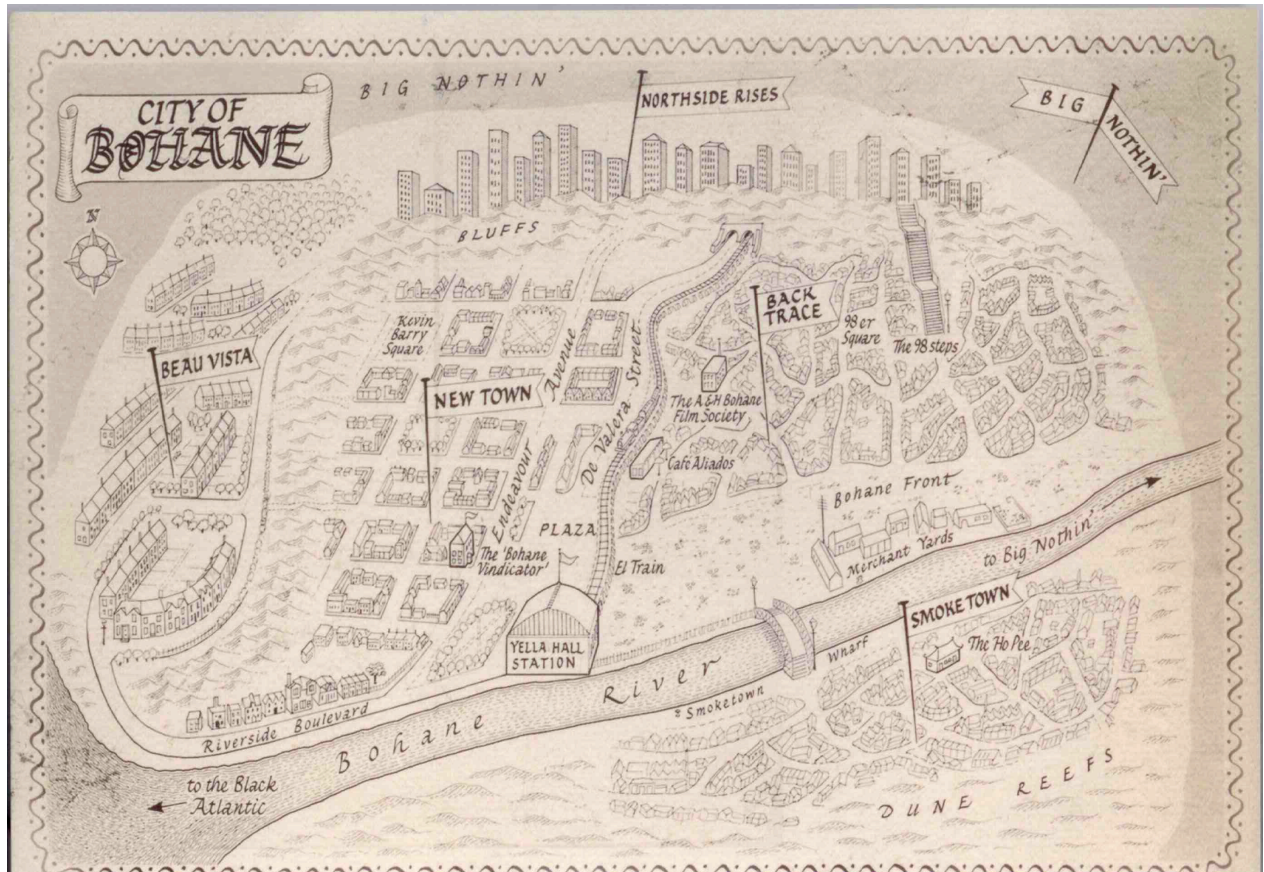 CITY OF
BOHANE
BIG NOTHIN'
NORTHSIDE RISES
BIG
NOTHIN'
N
BLUFFS
BEAU VISTA
Kevin
Barry
Square
NEW TOWN
Endeavour Avenue
De Valera Street
BACK
TRACE
98er
Square
The 98 steps
The A & H Bohane
Film Society
Café Aliados
PLAZA
The 'Bohane
Vindicator'
El Train
YELLA HALL
STATION
Bohane Front
Merchant Yards
to Big Nothin'
SMOKETOWN
The Ho Pee
Wharf
Smoketown
Riverside Boulevard
Bohane River
to the Black
Atlantic
DUNE REEFS